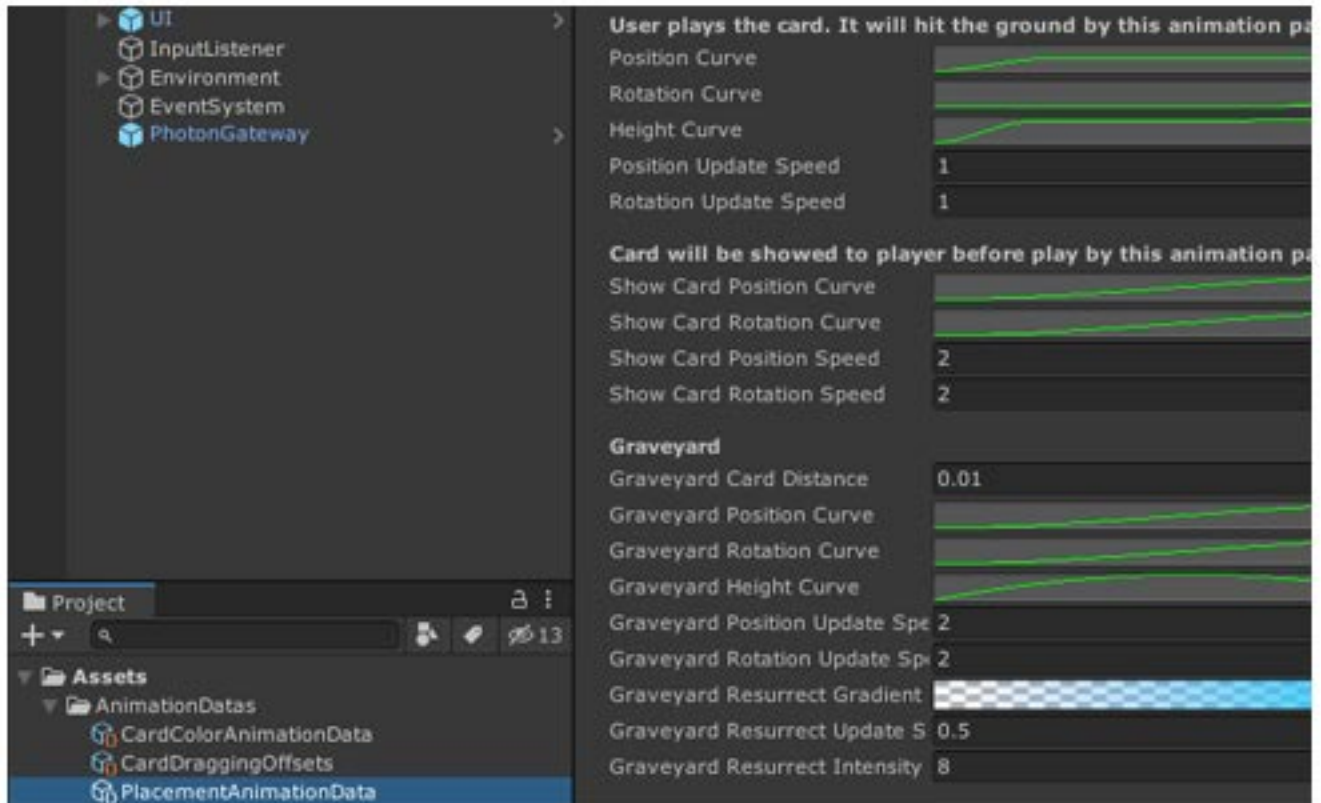 UI
InputListener
Environment
EventSystem
PhotonGateway
Project
13
Assets
AnimationDatas
CardColorAnimationData
CardDraggingOffsets
PlacementAnimationData
User plays the card. It will hit the ground by this animation pa
Position Curve
Rotation Curve
Height Curve
Position Update Speed 1
Rotation Update Speed 1
Card will be showed to player before play by this animation pa
Show Card Position Curve
Show Card Rotation Curve
Show Card Position Speed 2
Show Card Rotation Speed 2
Graveyard
Graveyard Card Distance 0.01
Graveyard Position Curve
Graveyard Rotation Curve
Graveyard Height Curve
Graveyard Position Update Spe 2
Graveyard Rotation Update Sp 2
Graveyard Resurrect Gradient
Graveyard Resurrect Update S 0.5
Graveyard Resurrect Intensity 8